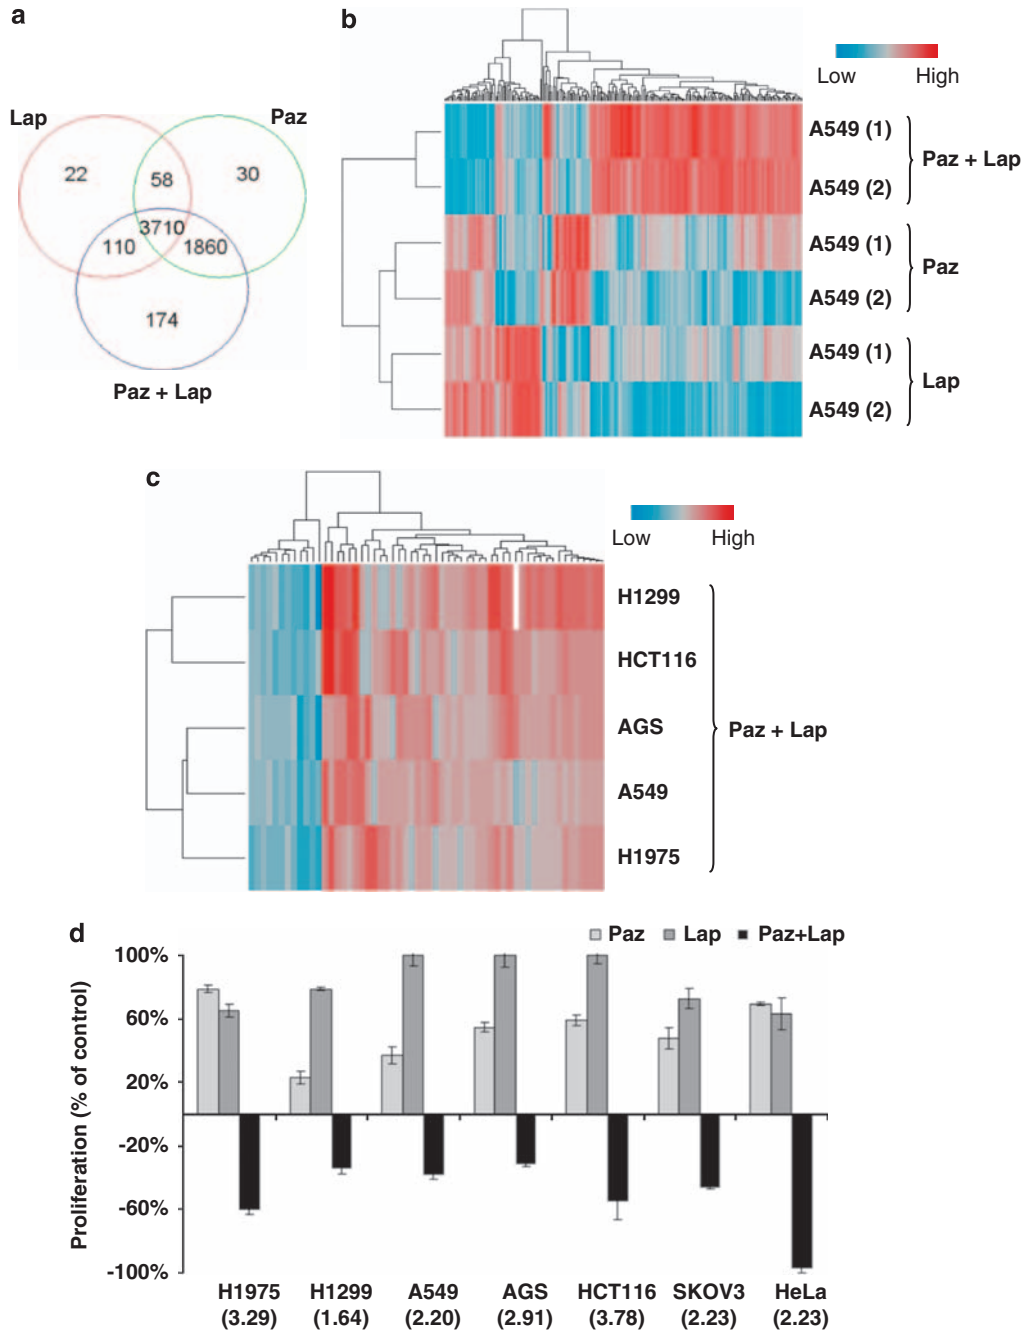 a
Lap
Paz
22
58
30
3710
110
1860
174
Paz + Lap
b
Low
High
A549 (1)
A549 (2)
Paz + Lap
A549 (1)
A549 (2)
Paz
A549 (1)
A549 (2)
Lap
c
Low
High
H1299
HCT116
AGS
A549
H1975
Paz + Lap
d
Paz
Lap
Paz+Lap
Proliferation (% of control)
100%
60%
20%
-20%
-60%
-100%
H1975
(3.29)
H1299
(1.64)
A549
(2.20)
AGS
(2.91)
HCT116
(3.78)
SKOV3
(2.23)
HeLa
(2.23)